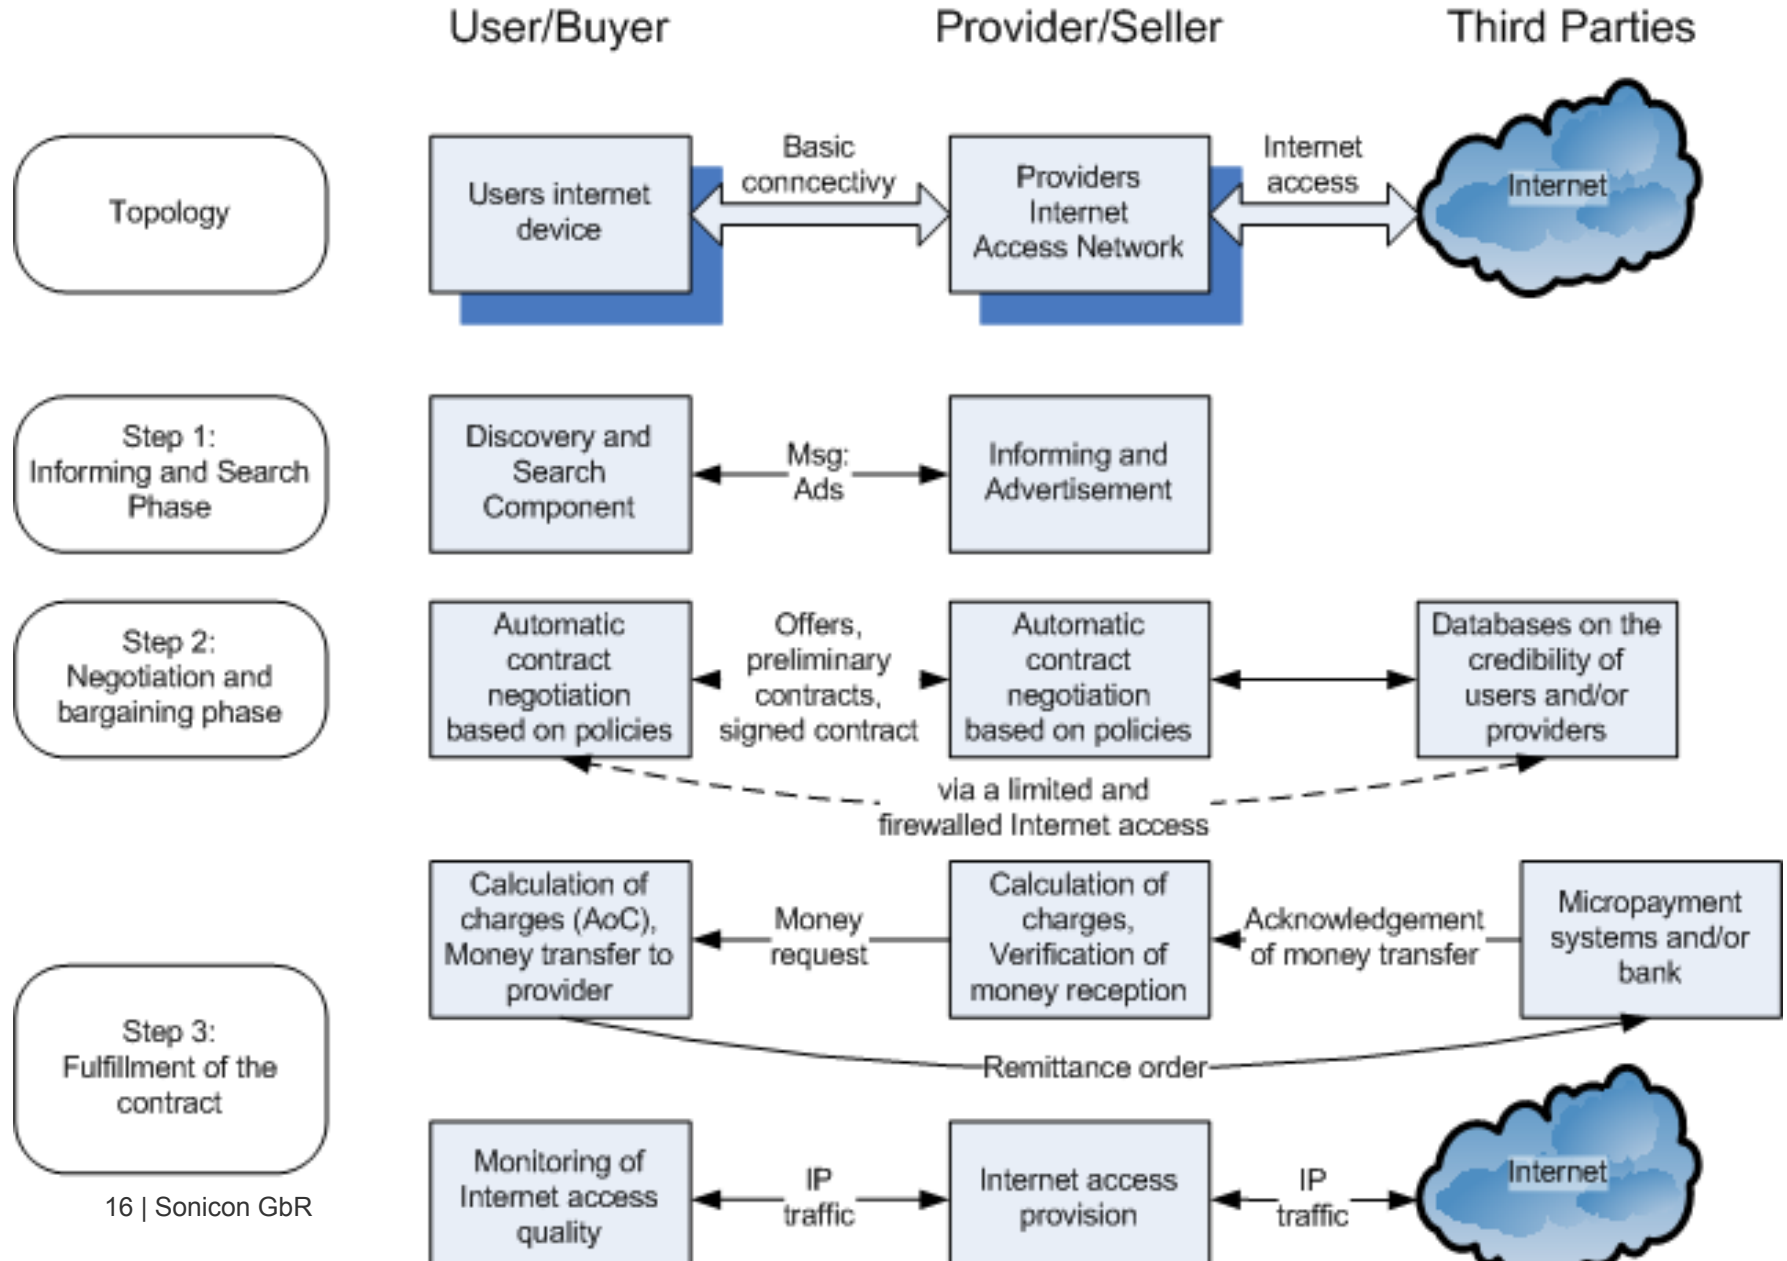 User/Buyer
Provider/Seller
Third Parties
Topology
Users internet
device
Basic
conncectivy
Providers
Internet
Access Network
Internet
access
Internet
Step 1:
Informing and Search
Phase
Discovery and
Search
Component
Msg:
Ads
Informing and
Advertisement
Step 2:
Negotiation and
bargaining phase
Automatic
contract
negotiation
based on policies
Offers,
preliminary
contracts,
signed contract
Automatic
contract
negotiation
based on policies
Databases on the
credibility of
users and/or
providers
via a limited and
firewalled Internet access
Step 3:
Fulfillment of the
contract
Calculation of
charges (AoC),
Money transfer to
provider
Money
request
Calculation of
charges,
Verification of
money reception
Acknowledgement
of money transfer
Micropayment
systems and/or
bank
Remittance order
Monitoring of
Internet access
quality
IP
traffic
Internet access
provision
IP
traffic
Internet
16 | Sonicon GbR